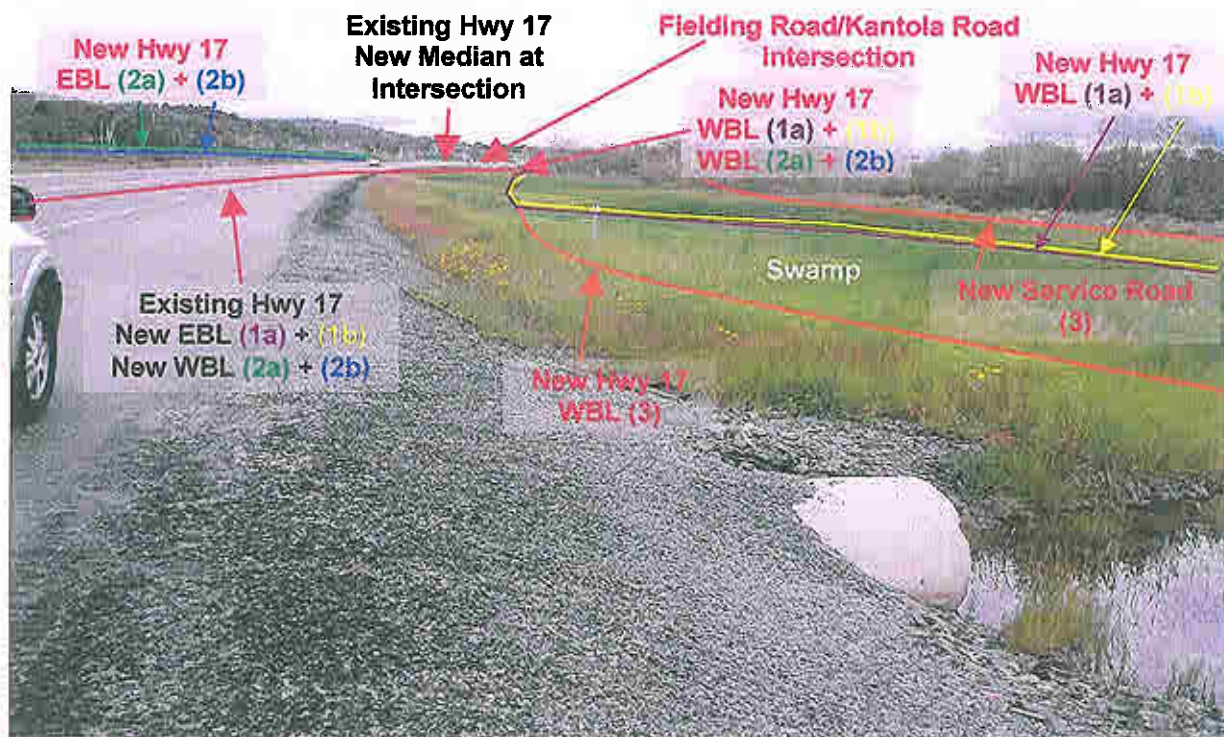 New Hwy 17
EBL (2a) + (2b)
Existing Hwy 17
New Median at
Intersection
Fielding Road/Kantola Road
Intersection
New Hwy 17
WBL (1a) + (1b)
WBL (2a) + (2b)
New Hwy 17
WBL (1a) + (1b)
Existing Hwy 17
New EBL (1a) + (1b)
New WBL (2a) + (2b)
Swamp
New Service Road
(3)
New Hwy 17
WBL (3)